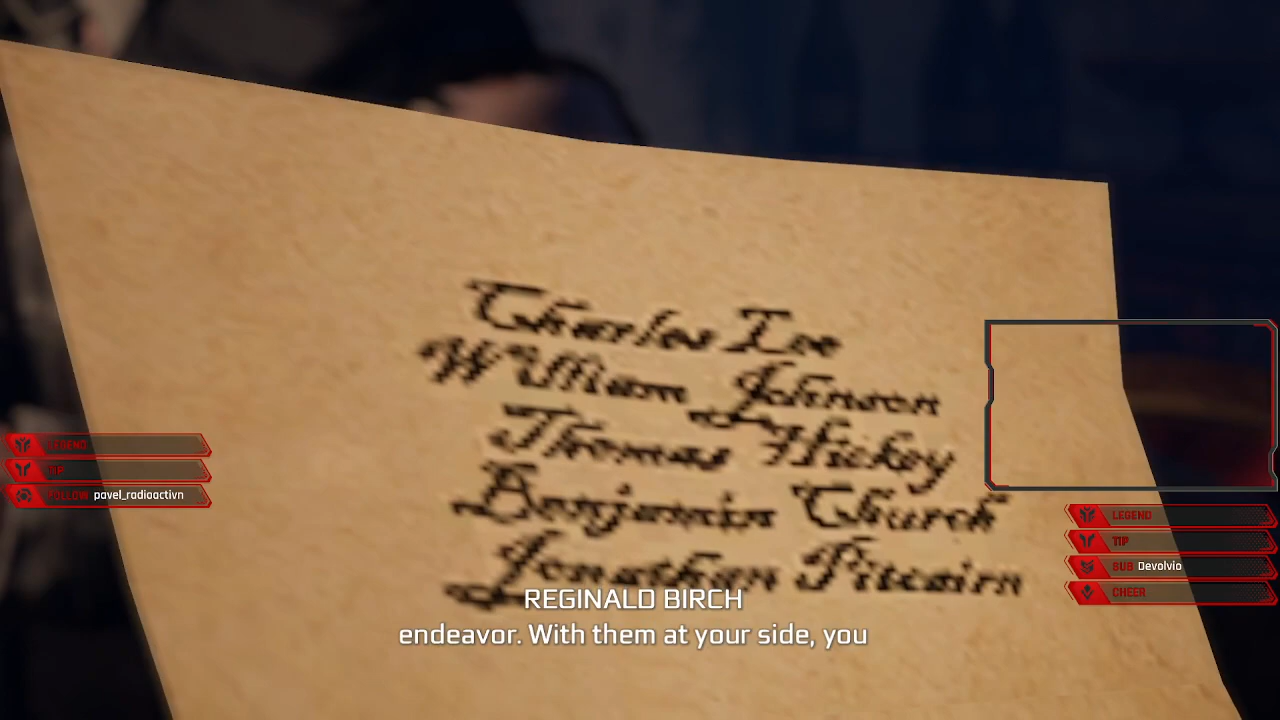 Charles Lee
William Johnson
Thomas Hickey
Benjamin Church
Jonathan Pitcairn
REGINALD BIRCH
endeavor. With them at your side, you
LEGEND
TIP
FOLLOW pavel_radioactivn
LEGEND
TIP
SUB Devolvio
CHEER